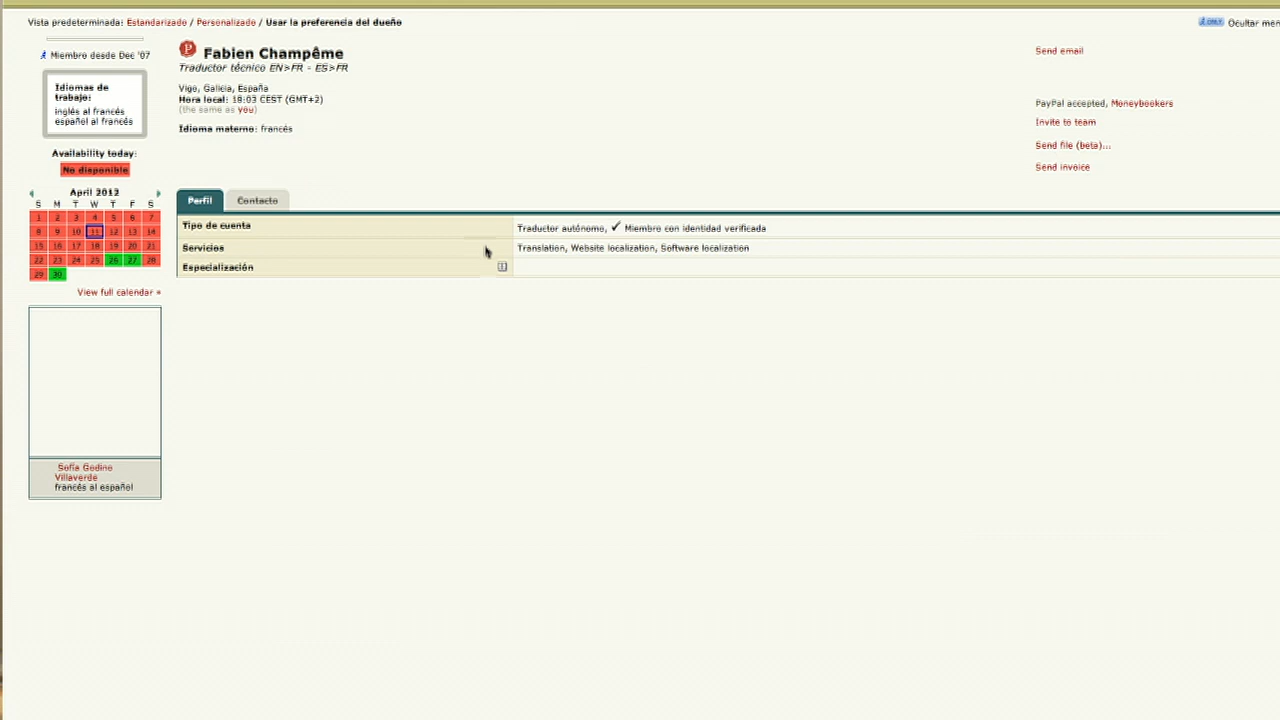 Vista predeterminada: Estandarizado / Personalizado / Usar la preferencia del dueño
Ocultar men
Miembro desde Dec '07
Idiomas de
trabajo:
inglés al francés
español al francés
Availability today:
No disponible
April 2012
S M T W T F S
1 2 3 4 5 6 7
8 9 10 11 12 13 14
15 16 17 18 19 20 21
22 23 24 25 26 27 28
29 30
View full calendar »
Sofía Godino
Villaverde
francés al español
P Fabien Champême
Traductor técnico EN>FR - ES>FR
Vigo, Galicia, España
Hora local: 18:03 CEST (GMT+2)
(the same as you)
Idioma materno: francés
Send email
PayPal accepted, Moneybookers
Invite to team
Send file (beta)...
Send invoice
Perfil Contacto
Tipo de cuenta Traductor autónomo, ✓ Miembro con identidad verificada
Servicios Translation, Website localization, Software localization
Especialización